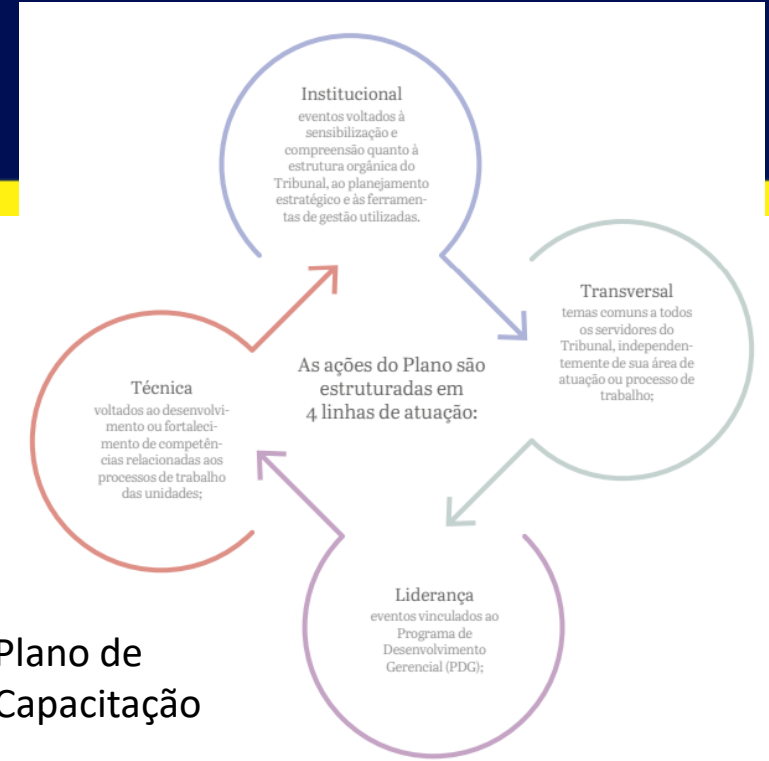 Institucional
eventos voltados à
sensibilização e
compreensão quanto à
estrutura orgânica do
Tribunal, ao planejamento
estratégico e às ferramen-
tas de gestão utilizadas.
Transversal
temas comuns a todos
os servidores do
Tribunal, independen-
temente de sua área de
atuação ou processo de
trabalho;
As ações do Plano são
estruturadas em
4 linhas de atuação:
Técnica
voltados ao desenvolvi-
mento ou fortaleci-
mento de competên-
cias relacionadas aos
processos de trabalho
das unidades;
Liderança
eventos vinculados ao
Programa de
Desenvolvimento
Gerencial (PDG);
Plano de
Capacitação